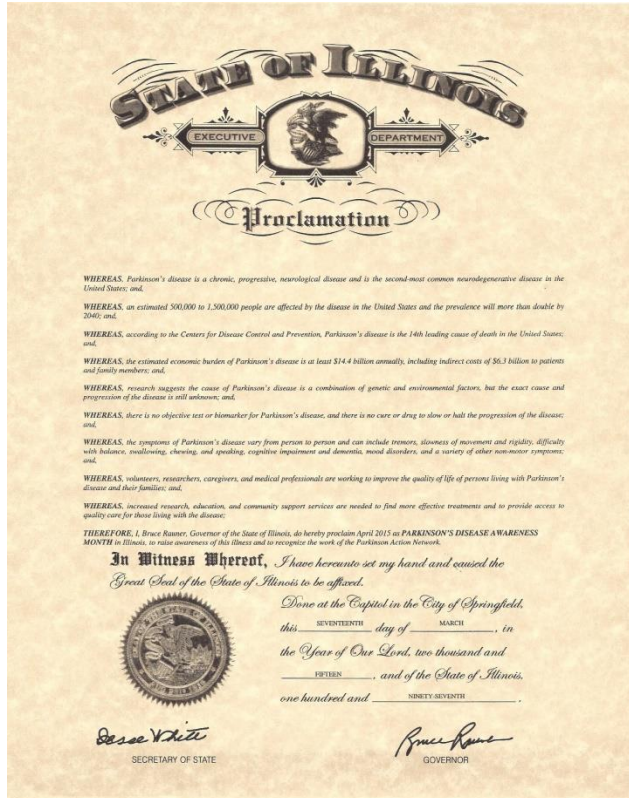 STATE OF ILLINOIS
EXECUTIVE DEPARTMENT
Proclamation
WHEREAS, Parkinson's disease is a chronic, progressive, neurological disease and is the second-most common neurodegenerative disease in the
United States; and,
WHEREAS, an estimated 500,000 to 1,500,000 people are affected by the disease in the United States and the prevalence will more than double by
2040; and,
WHEREAS, according to the Centers for Disease Control and Prevention, Parkinson's disease is the 14th leading cause of death in the United States;
and,
WHEREAS, the estimated economic burden of Parkinson's disease is at least $14.4 billion annually, including indirect costs of $6.3 billion to patients
and family members; and,
WHEREAS, research suggests the cause of Parkinson's disease is a combination of genetic and environmental factors, but the exact cause and
progression of the disease is still unknown; and,
WHEREAS, there is no objective test or biomarker for Parkinson's disease, and there is no cure or drug to slow or halt the progression of the disease;
and,
WHEREAS, the symptoms of Parkinson's disease vary from person to person and can include tremors, slowness of movement and rigidity, difficulty
with balance, swallowing, chewing, and speaking, cognitive impairment and dementia, mood disorders, and a variety of other non-motor symptoms;
and,
WHEREAS, volunteers, researchers, caregivers, and medical professionals are working to improve the quality of life of persons living with Parkinson's
disease and their families; and,
WHEREAS, increased research, education, and community support services are needed to find more effective treatments and to provide access to
quality care for those living with the disease;
THEREFORE, I, Bruce Rauner, Governor of the State of Illinois, do hereby proclaim April 2015 as PARKINSON'S DISEASE AWARENESS
MONTH in Illinois, to raise awareness of this illness and to recognize the work of the Parkinson Action Network.
In Witness Whereof, I have hereunto set my hand and caused the
Great Seal of the State of Illinois to be affixed.
Done at the Capitol in the City of Springfield,
this SEVENTEENTH day of MARCH, in
the Year of Our Lord, two thousand and
FIFTEEN, and of the State of Illinois,
one hundred and NINETY-SEVENTH.
Jesse White
SECRETARY OF STATE
Bruce Rauner
GOVERNOR